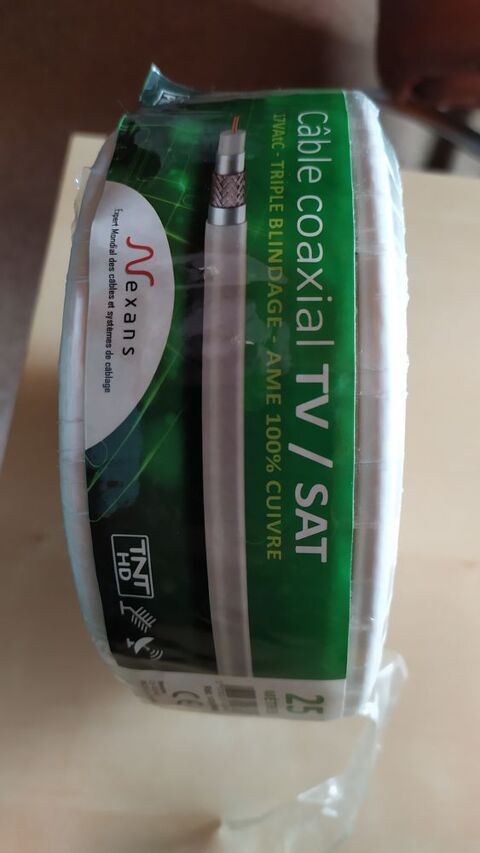 Câble coaxial TV / SAT
17VAtC - TRIPLE BLINDAGE - AME 100% CUIVRE
Nexans
Expert Mondial des câbles et systèmes de câblage
TNT
HD
25
CE